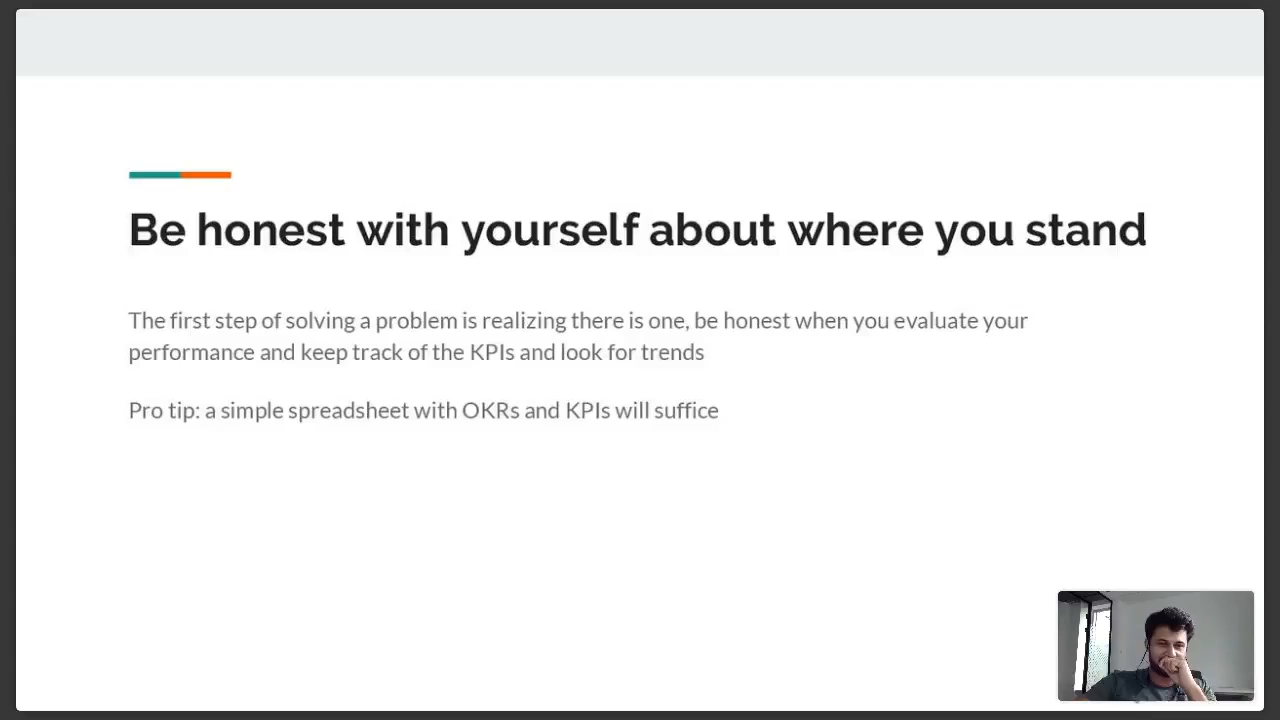 Be honest with yourself about where you stand
The first step of solving a problem is realizing there is one, be honest when you evaluate your
performance and keep track of the KPIs and look for trends
Pro tip: a simple spreadsheet with OKRs and KPIs will suffice